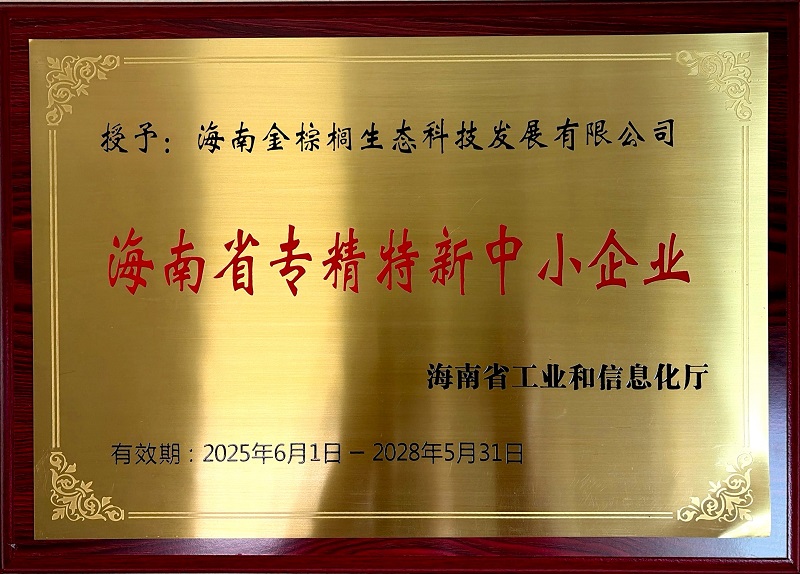 授予：海南金棕榈生态科技发展有限公司
海南省专精特新中小企业
海南省工业和信息化厅
有效期：2025年6月1日－2028年5月31日